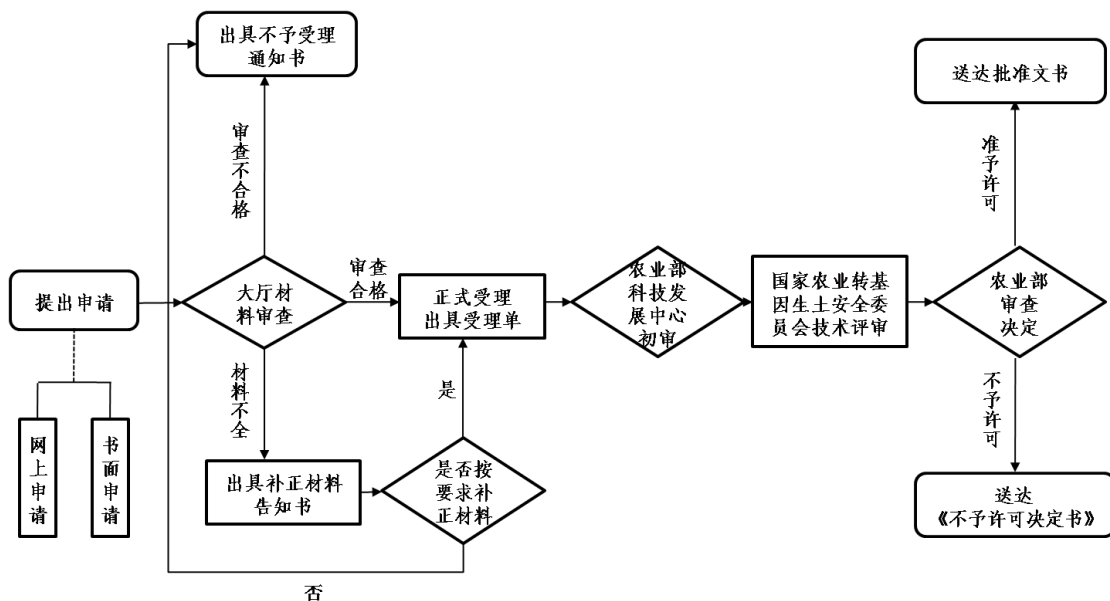 出具不予受理
通知书
送达批准文书
审查不合格
准予许可
提出申请
大厅材
料审查
审查
合格
正式受理
出具受理单
农业部
科技发
展中心
初审
国家农业转基
因生土安全委
员会技术评审
农业部
审查
决定
材料不全
是
不予许可
网上申请
书面申请
出具补正材料
告知书
是否按
要求补
正材料
送达
《不予许可决定书》
否